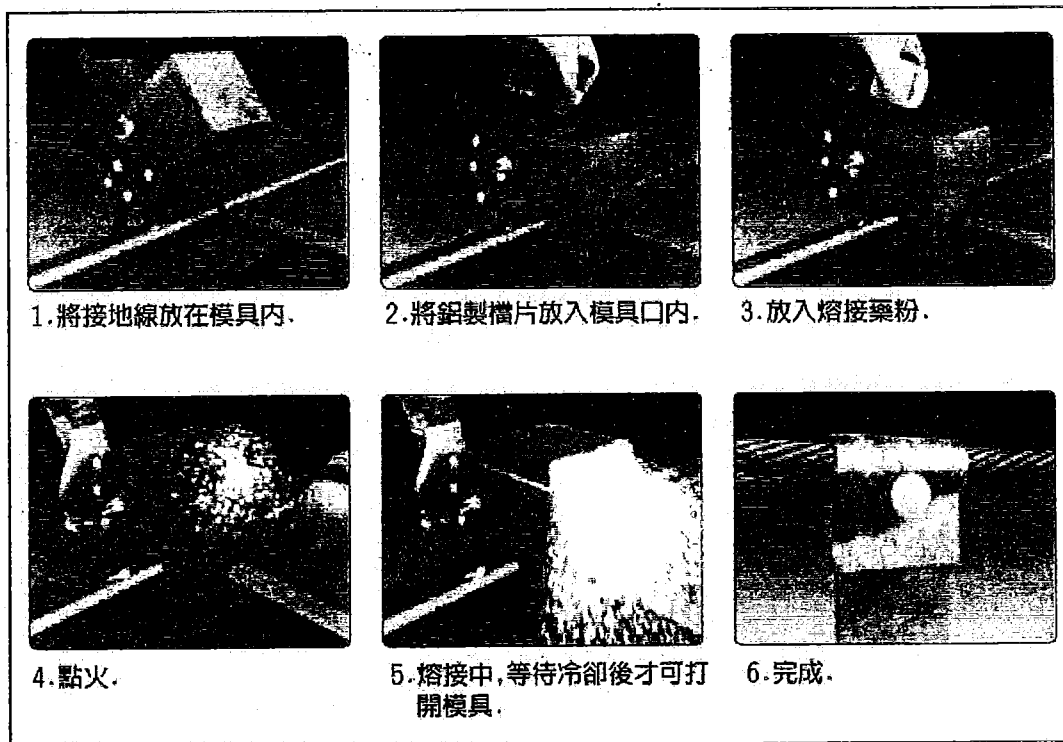 1.將接地線放在模具內.
2.將鋁製檔片放入模具口內.
3.放入熔接藥粉.
4.點火.
5.熔接中,等待冷卻後才可打
開模具.
6.完成.